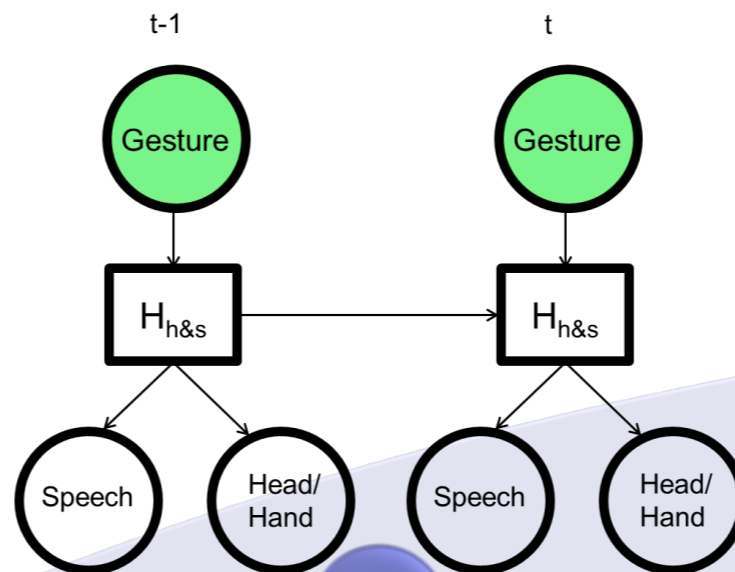 t-1 t
Gesture Gesture
Hh&s Hh&s
Speech Head/ Speech Head/
Hand Hand